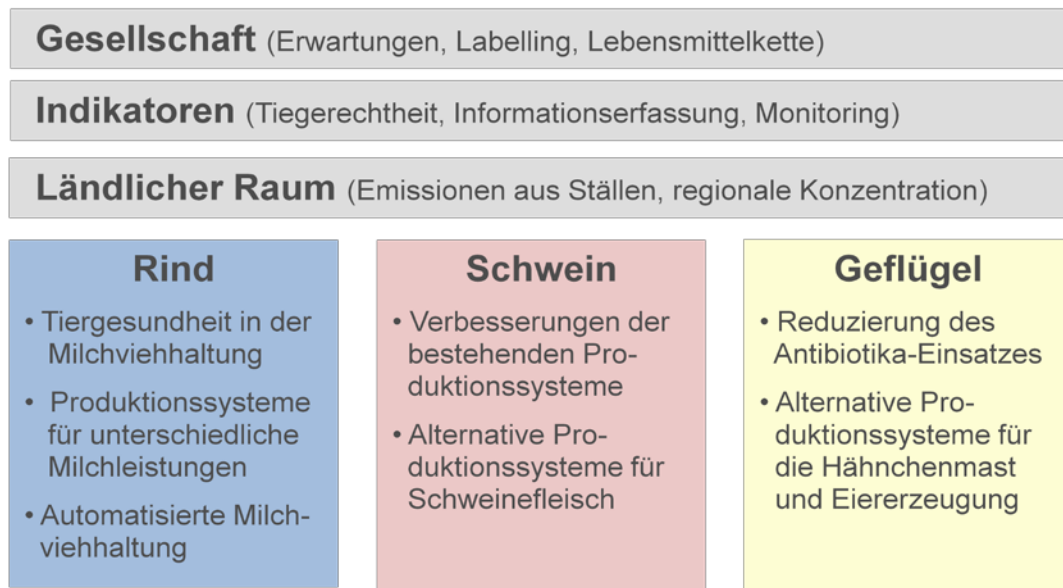 Gesellschaft (Erwartungen, Labelling, Lebensmittelkette)
Indikatoren (Tiegerechtheit, Informationserfassung, Monitoring)
Ländlicher Raum (Emissionen aus Ställen, regionale Konzentration)
Rind
• Tiergesundheit in der
Milchviehhaltung
• Produktionssysteme
für unterschiedliche
Milchleistungen
• Automatisierte Milch-
viehhaltung
Schwein
• Verbesserungen der
bestehenden Pro-
duktionssysteme
• Alternative Pro-
duktionssysteme für
Schweinefleisch
Geflügel
• Reduzierung des
Antibiotika-Einsatzes
• Alternative Pro-
duktionssysteme für
die Hähnchenmast
und Eiererzeugung